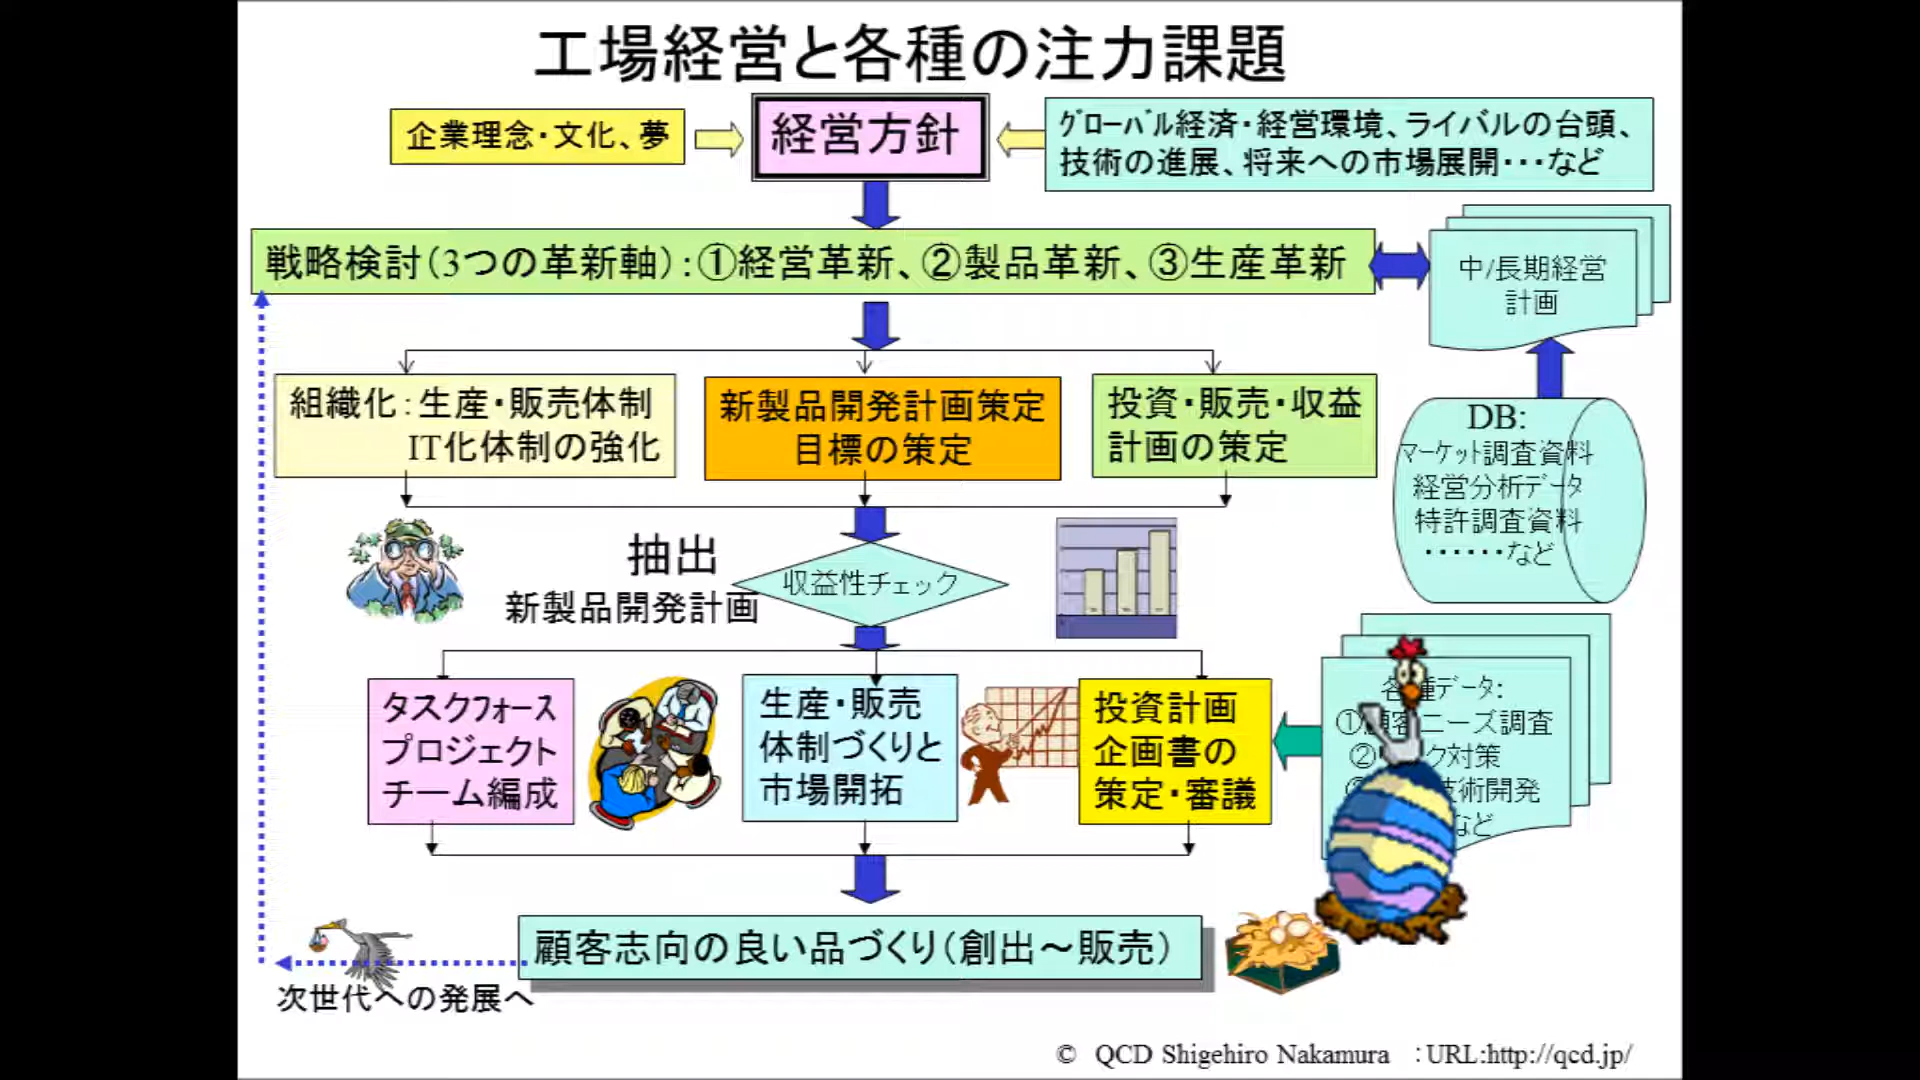 工場経営と各種の注力課題
企業理念・文化、夢
経営方針
ｸﾞﾛｰﾊﾞﾙ経済・経営環境、ライバルの台頭、
技術の進展、将来への市場展開・・・など
戦略検討（3つの革新軸）：①経営革新、②製品革新、③生産革新
中/長期経営
計画
組織化：生産・販売体制
IT化体制の強化
新製品開発計画策定
目標の策定
投資・販売・収益
計画の策定
DB:
ﾏｰｹｯﾄ調査資料
経営分析ﾃﾞｰﾀ
特許調査資料
・・・・・・など
抽出
新製品開発計画
収益性チェック
タスクﾌｫｰｽ
プロジェクト
チーム編成
生産・販売
体制づくりと
市場開拓
投資計画
企画書の
策定・審議
各種ﾃﾞｰﾀ:
①顧客ニーズ調査
②　ク対策
技術開発
など
顧客志向の良い品づくり（創出～販売）
次世代への発展へ
© QCD Shigehiro Nakamura ：URL:http://qcd.jp/